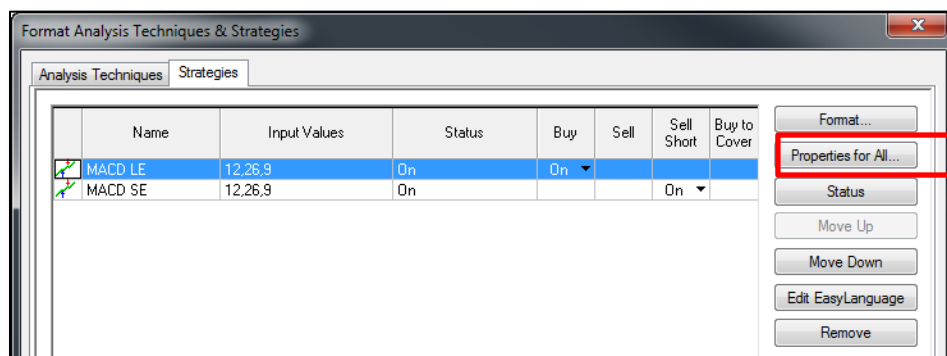 Format Analysis Techniques & Strategies
x
Analysis Techniques Strategies
Name Input Values Status Buy Sell Sell Short Buy to Cover
MACD LE 12,26,9 On On
MACD SE 12,26,9 On On
Format...
Properties for All...
Status
Move Up
Move Down
Edit EasyLanguage
Remove